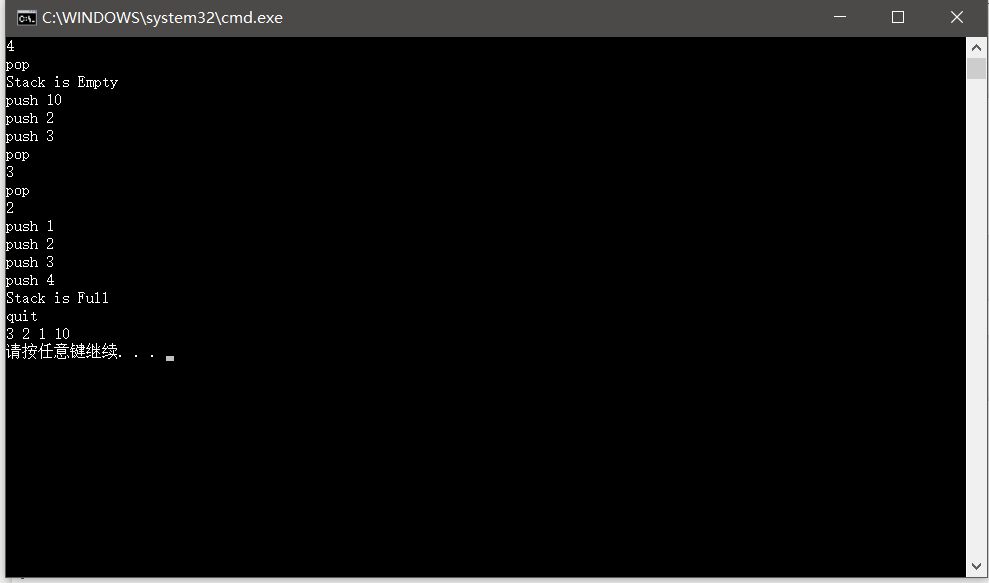 C:\WINDOWS\system32\cmd.exe
4
pop
Stack is Empty
push 10
push 2
push 3
pop
3
pop
2
push 1
push 2
push 3
push 4
Stack is Full
quit
3 2 1 10
请按任意键继续. . .